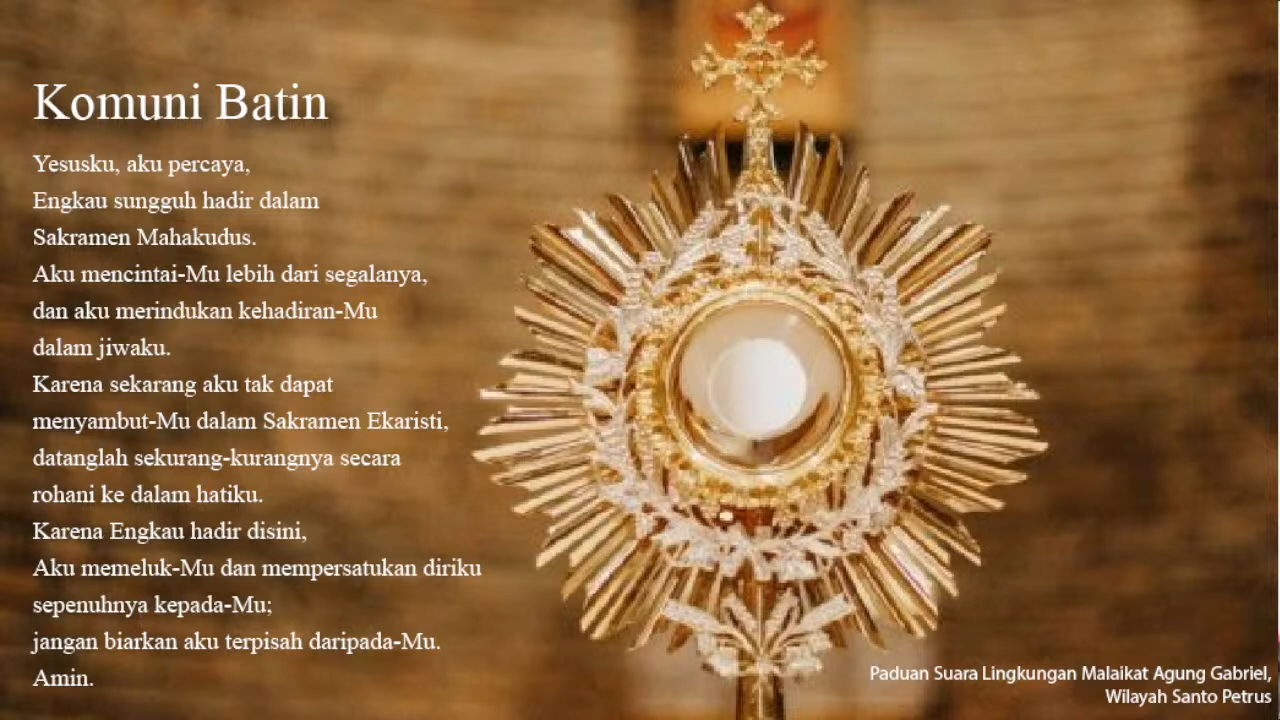 Komuni Batin
Yesusku, aku percaya,
Engkau sungguh hadir dalam
Sakramen Mahakudus.
Aku mencintai-Mu lebih dari segalanya,
dan aku merindukan kehadiran-Mu
dalam jiwaku.
Karena sekarang aku tak dapat
menyambut-Mu dalam Sakramen Ekaristi,
datanglah sekurang-kurangnya secara
rohani ke dalam hatiku.
Karena Engkau hadir disini,
Aku memeluk-Mu dan mempersatukan diriku
sepenuhnya kepada-Mu;
jangan biarkan aku terpisah daripada-Mu.
Amin.
Paduan Suara Lingkungan Malaikat Agung Gabriel,
Wilayah Santo Petrus